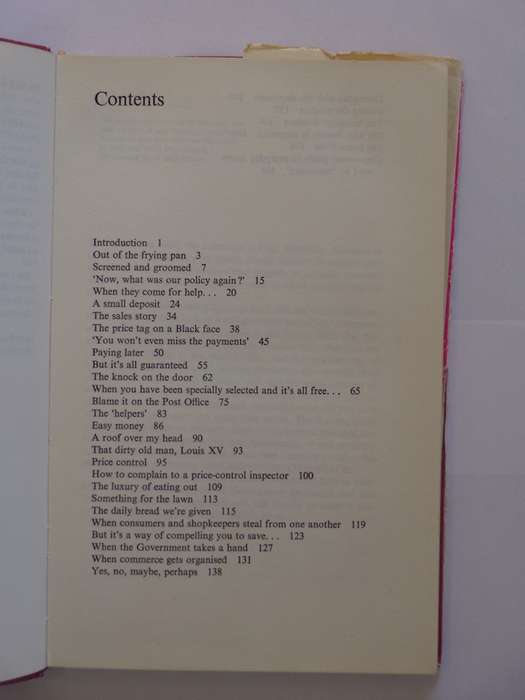 Contents
Introduction 1
Out of the frying pan 3
Screened and groomed 7
'Now, what was our policy again?' 15
When they come for help... 20
A small deposit 24
The sales story 34
The price tag on a Black face 38
'You won't even miss the payments' 45
Paying later 50
But it's all guaranteed 55
The knock on the door 62
When you have been specially selected and it's all free... 65
Blame it on the Post Office 75
The 'helpers' 83
Easy money 86
A roof over my head 90
That dirty old man, Louis XV 93
Price control 95
How to complain to a price-control inspector 100
The luxury of eating out 109
Something for the lawn 113
The daily bread we're given 115
When consumers and shopkeepers steal from one another 119
But it's a way of compelling you to save... 123
When the Government takes a hand 127
When commerce gets organised 131
Yes, no, maybe, perhaps 138